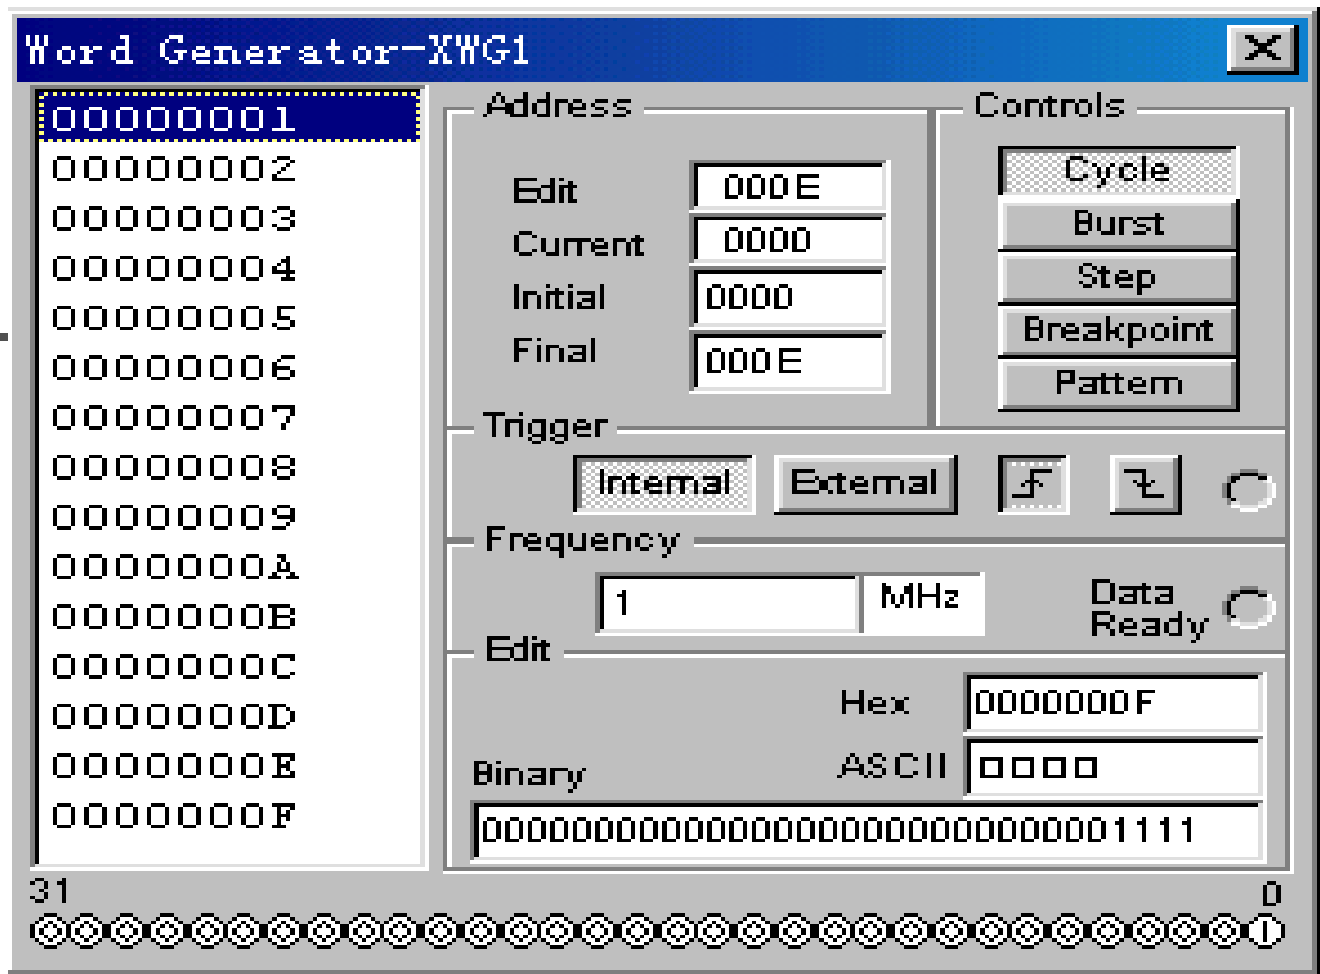 Word Generator-XWG1
00000001
00000002
00000003
00000004
00000005
00000006
00000007
00000008
00000009
0000000A
0000000B
0000000C
0000000D
0000000E
0000000F
Address
Edit 000E
Current 0000
Initial 0000
Final 000E
Controls
Cycle
Burst
Step
Breakpoint
Pattern
Trigger
Internal External
Frequency
1 MHz
Data
Ready
Edit
Hex 0000000F
ASCII □□□□
Binary
00000000000000000000000000001111
31 0